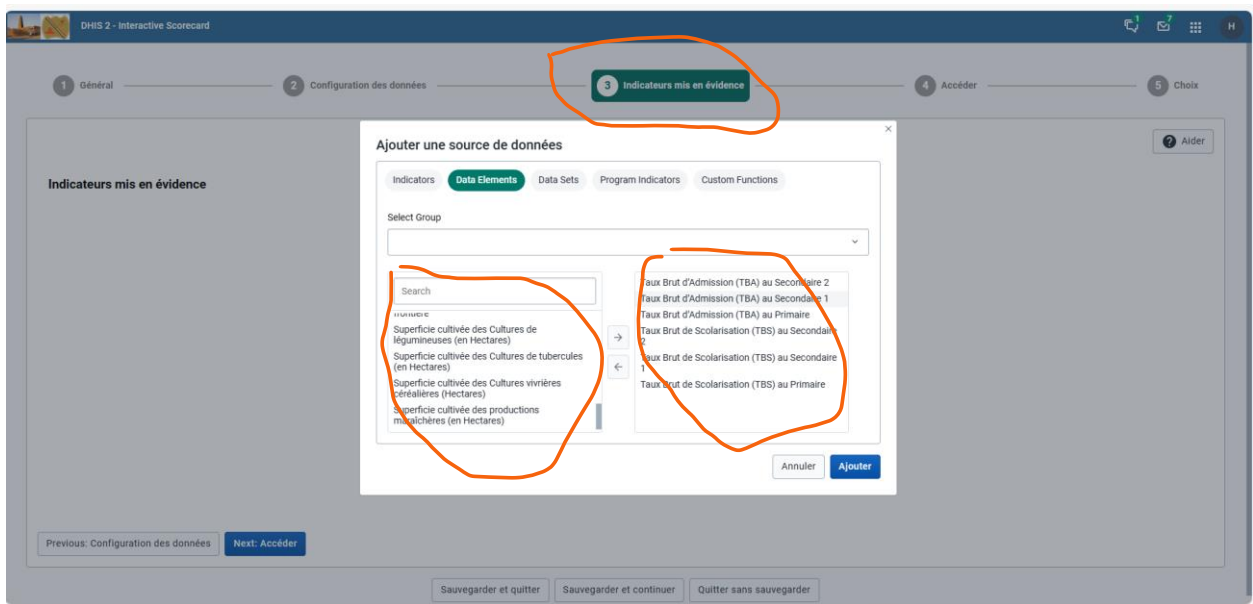 DHIS 2 - Interactive Scorecard
1
7
H
1 Général
2 Configuration des données
3 Indicateurs mis en évidence
4 Accéder
5 Choix
Aider
Indicateurs mis en évidence
Ajouter une source de données
×
Indicators Data Elements Data Sets Program Indicators Custom Functions
Select Group
Search
frontière
Superficie cultivée des Cultures de
légumineuses (en Hectares)
Superficie cultivée des Cultures de tubercules
(en Hectares)
Superficie cultivée des Cultures vivrières
céréalières (Hectares)
Superficie cultivée des productions
maraîchères (en Hectares)
Taux Brut d'Admission (TBA) au Secondaire 2
Taux Brut d'Admission (TBA) au Secondaire 1
Taux Brut d'Admission (TBA) au Primaire
Taux Brut de Scolarisation (TBS) au Secondaire
2
Taux Brut de Scolarisation (TBS) au Secondaire
1
Taux Brut de Scolarisation (TBS) au Primaire
Annuler Ajouter
Previous: Configuration des données Next: Accéder
Sauvegarder et quitter Sauvegarder et continuer Quitter sans sauvegarder